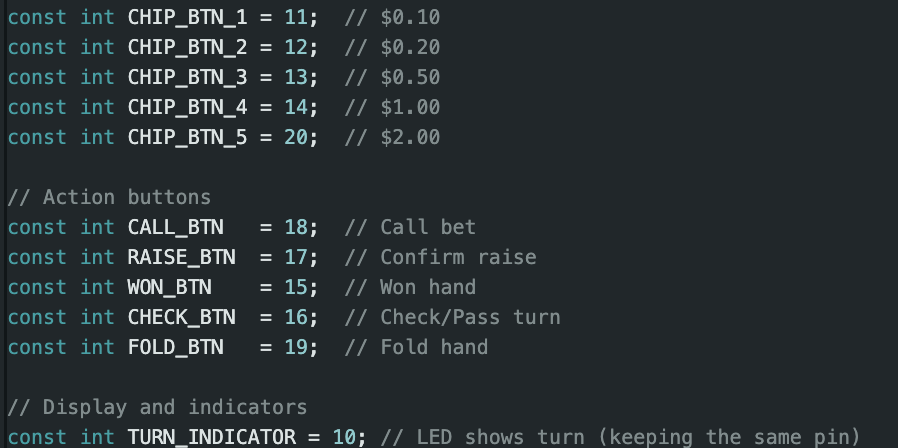 const int CHIP_BTN_1 = 11;  // $0.10
const int CHIP_BTN_2 = 12;  // $0.20
const int CHIP_BTN_3 = 13;  // $0.50
const int CHIP_BTN_4 = 14;  // $1.00
const int CHIP_BTN_5 = 20;  // $2.00

// Action buttons
const int CALL_BTN   = 18;  // Call bet
const int RAISE_BTN  = 17;  // Confirm raise
const int WON_BTN    = 15;  // Won hand
const int CHECK_BTN  = 16;  // Check/Pass turn
const int FOLD_BTN   = 19;  // Fold hand

// Display and indicators
const int TURN_INDICATOR = 10; // LED shows turn (keeping the same pin)